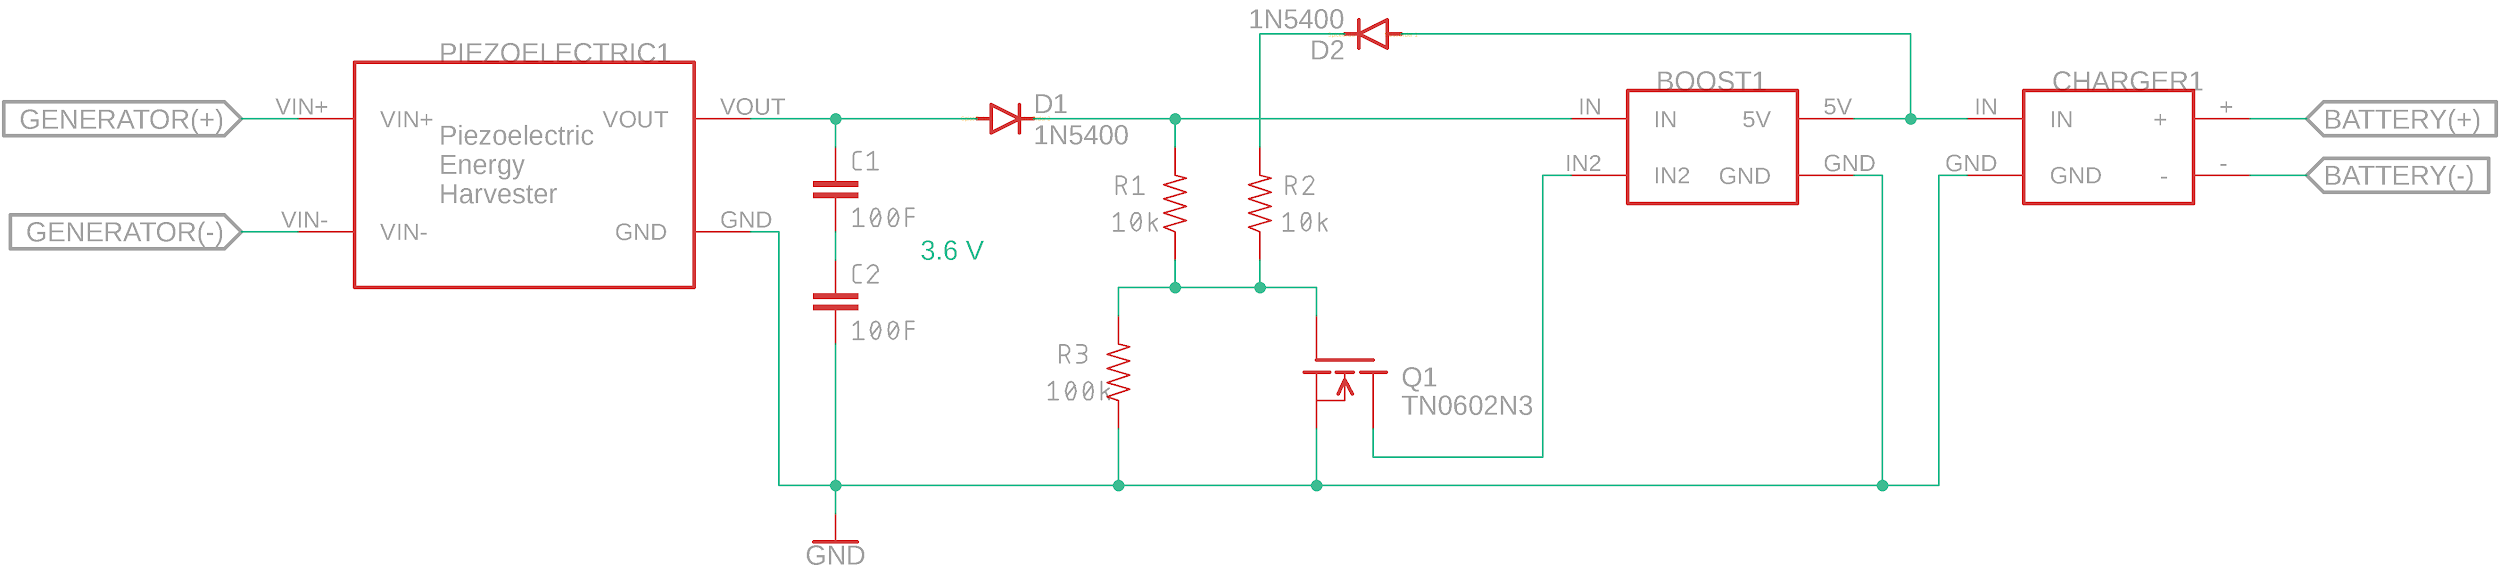 1N5400
D2
PIEZOELECTRIC1
BOOST1
CHARGER1
GENERATOR(+)
VIN+
VIN+
VOUT
VOUT
Piezoelectric
Energy
Harvester
D1
1N5400
IN
IN
5V
5V
IN
IN
+
+
BATTERY(+)
C1
100F
R1
10k
R2
10k
IN2
IN2
GND
GND
GND
GND
-
-
BATTERY(-)
GENERATOR(-)
VIN-
VIN-
GND
GND
3.6 V
C2
100F
R3
100k
Q1
TN0602N3
GND